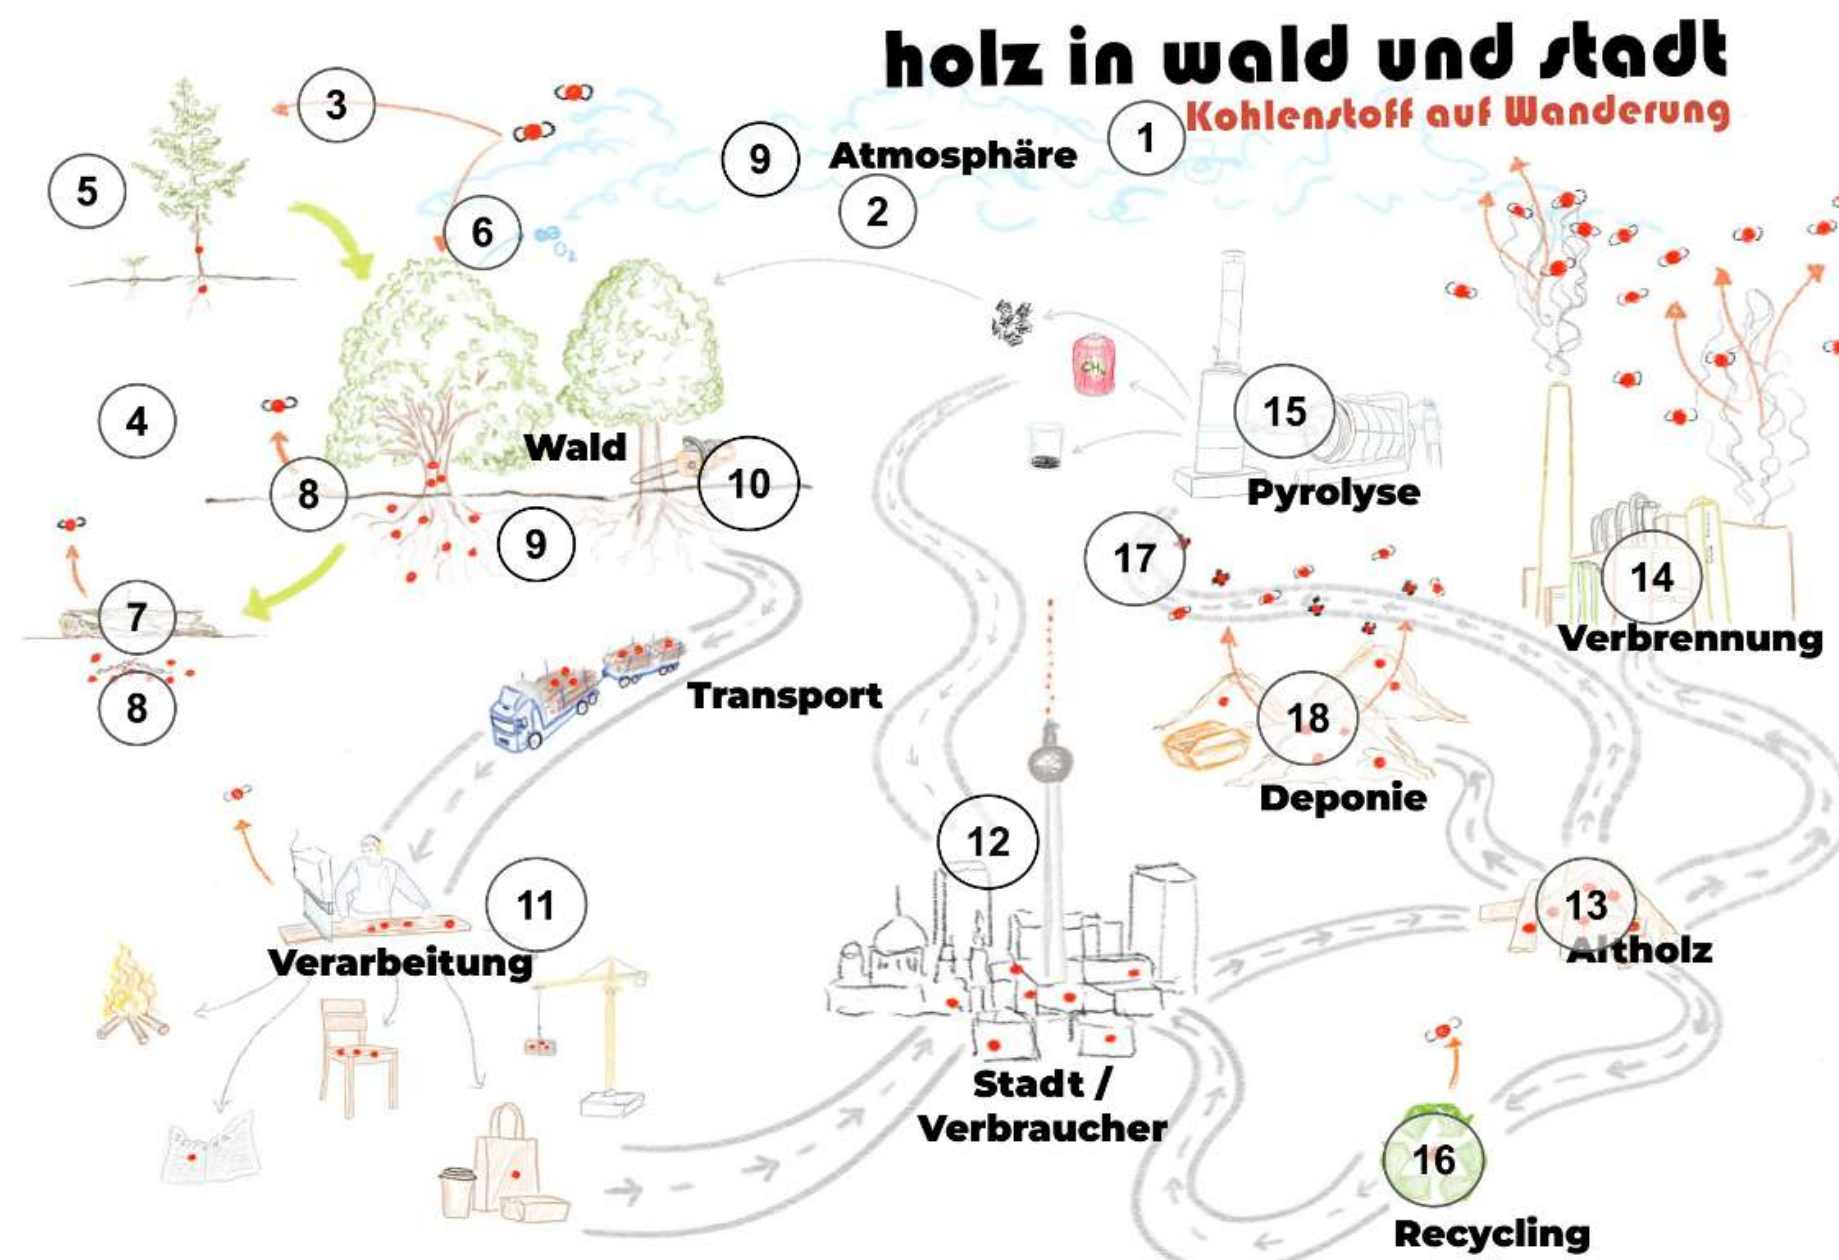 holz in wald und stadt
Kohlenstoff auf Wanderung
1
3
9
Atmosphäre
5
2
6
O₂
CH₄
4
15
Wald
8
10
Pyrolyse
9
17
14
7
Verbrennung
Transport
8
18
Deponie
12
11
13
Altholz
Verarbeitung
Stadt /
Verbraucher
16
Recycling